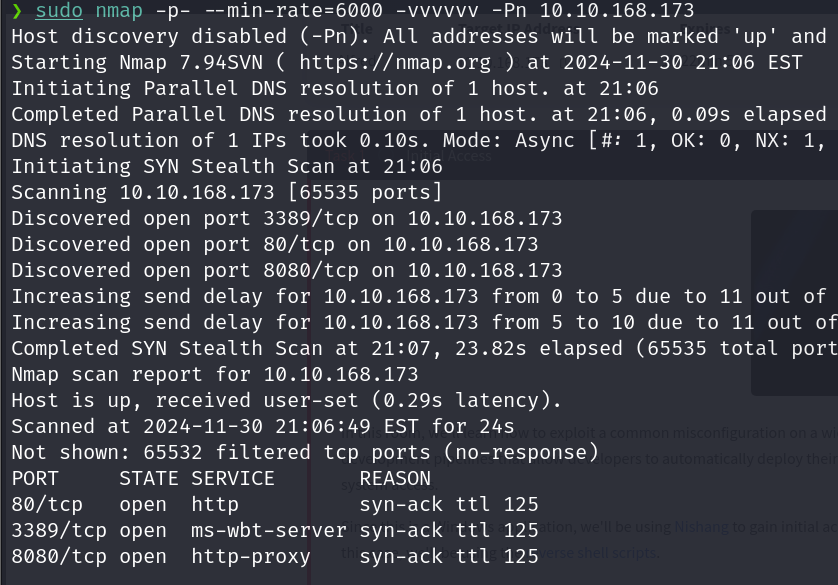 ❯ sudo nmap -p- --min-rate=6000 -vvvvvv -Pn 10.10.168.173
Host discovery disabled (-Pn). All addresses will be marked 'up' and
Starting Nmap 7.94SVN ( https://nmap.org ) at 2024-11-30 21:06 EST
Initiating Parallel DNS resolution of 1 host. at 21:06
Completed Parallel DNS resolution of 1 host. at 21:06, 0.09s elapsed
DNS resolution of 1 IPs took 0.10s. Mode: Async [#: 1, OK: 0, NX: 1,
Initiating SYN Stealth Scan at 21:06
Scanning 10.10.168.173 [65535 ports]
Discovered open port 3389/tcp on 10.10.168.173
Discovered open port 80/tcp on 10.10.168.173
Discovered open port 8080/tcp on 10.10.168.173
Increasing send delay for 10.10.168.173 from 0 to 5 due to 11 out of
Increasing send delay for 10.10.168.173 from 5 to 10 due to 11 out of
Completed SYN Stealth Scan at 21:07, 23.82s elapsed (65535 total port
Nmap scan report for 10.10.168.173
Host is up, received user-set (0.29s latency).
Scanned at 2024-11-30 21:06:49 EST for 24s
Not shown: 65532 filtered tcp ports (no-response)
PORT     STATE SERVICE       REASON
80/tcp   open  http          syn-ack ttl 125
3389/tcp open  ms-wbt-server syn-ack ttl 125
8080/tcp open  http-proxy    syn-ack ttl 125